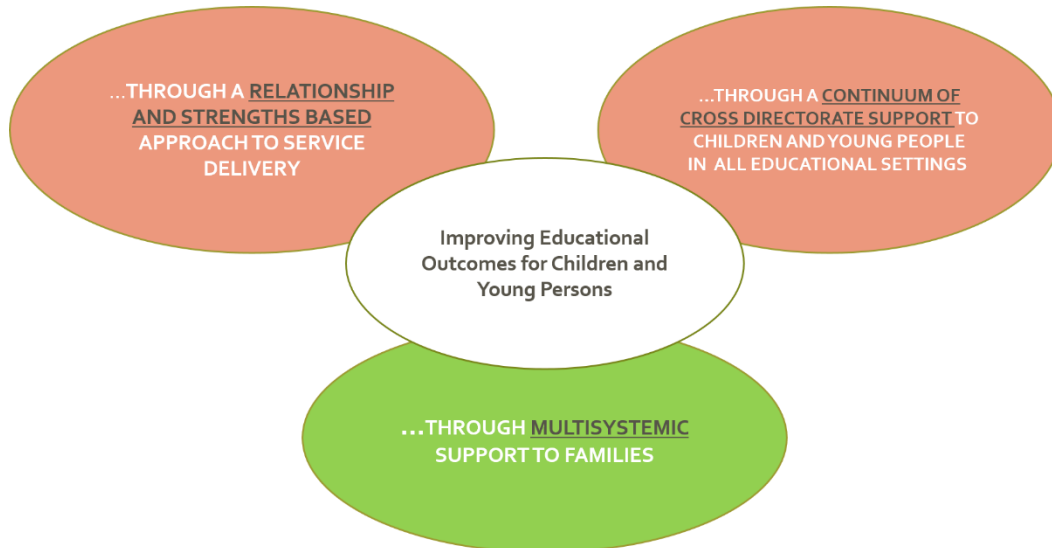 ...THROUGH A RELATIONSHIP
AND STRENGTHS BASED
APPROACH TO SERVICE
DELIVERY
...THROUGH A CONTINUUM OF
CROSS DIRECTORATE SUPPORT TO
CHILDREN AND YOUNG PEOPLE
IN ALL EDUCATIONAL SETTINGS
Improving Educational
Outcomes for Children and
Young Persons
...THROUGH MULTISYSTEMIC
SUPPORT TO FAMILIES